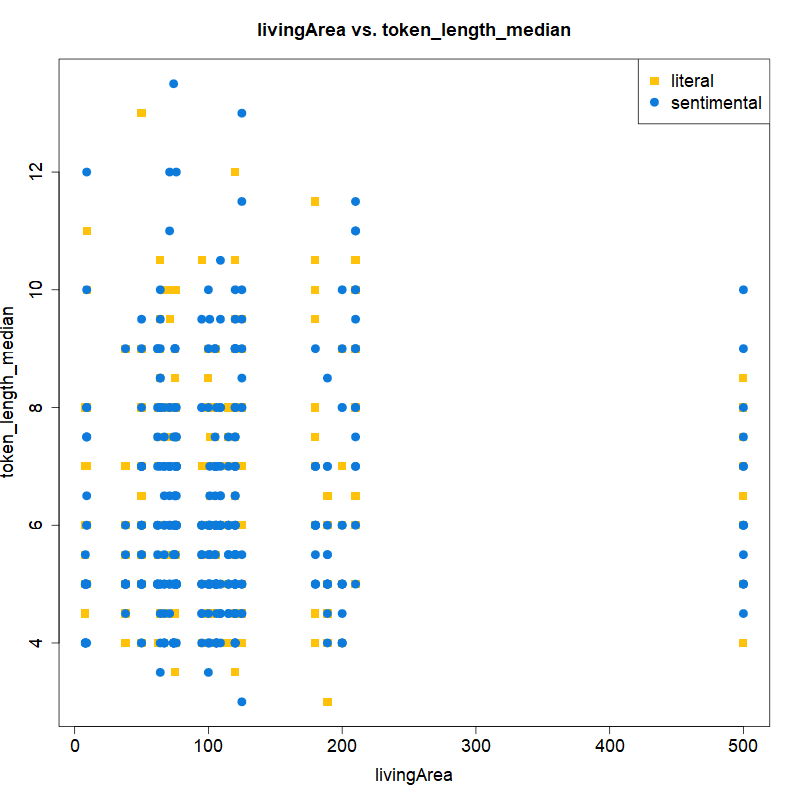 livingArea vs. token_length_median
literal
sentimental
token_length_median
12
10
8
6
4
0 100 200 300 400 500
livingArea